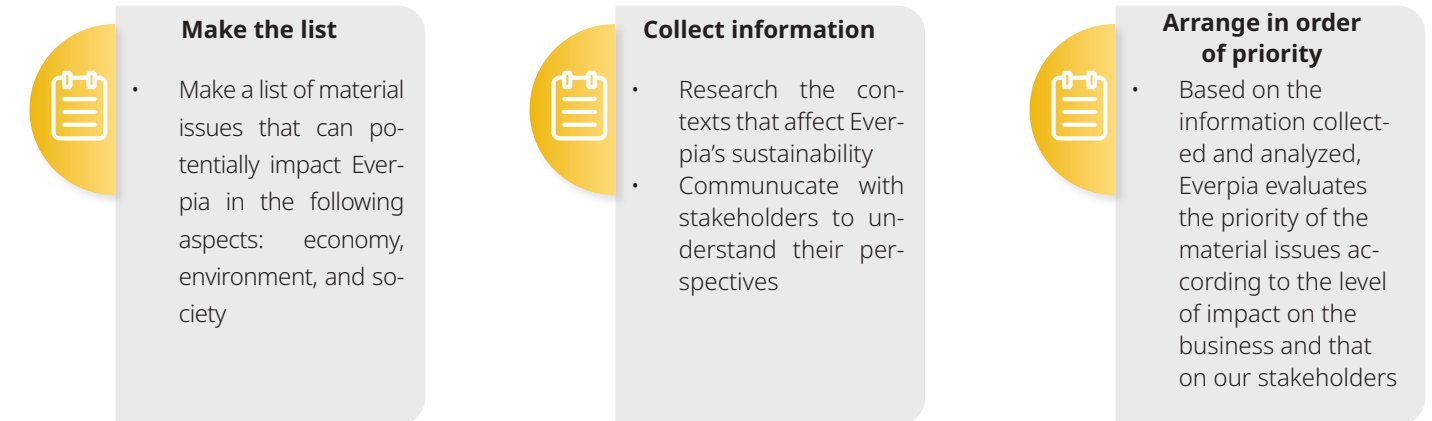 Make the list
• Make a list of material
issues that can po-
tentially impact Ever-
pia in the following
aspects: economy,
environment, and so-
ciety
Collect information
• Research the con-
texts that affect Ever-
pia’s sustainability
• Communucate with
stakeholders to un-
derstand their per-
spectives
Arrange in order
of priority
• Based on the
information collect-
ed and analyzed,
Everpia evaluates
the priority of the
material issues ac-
cording to the level
of impact on the
business and that
on our stakeholders